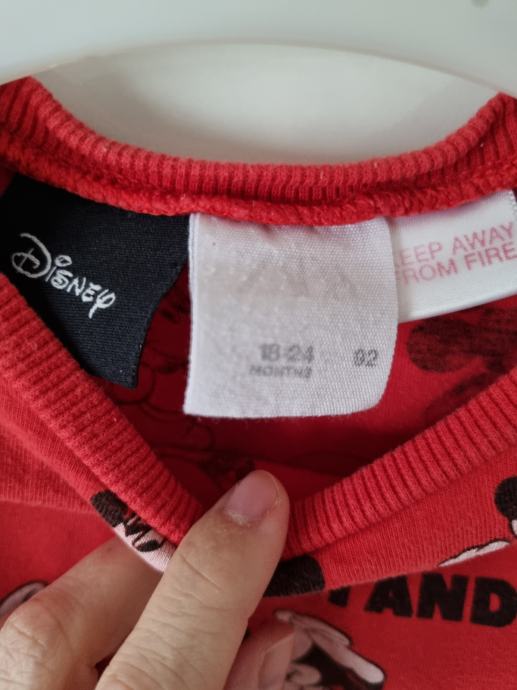 Disney
18-24 92
MONTHS
KEEP AWAY
FROM FIRE
AND